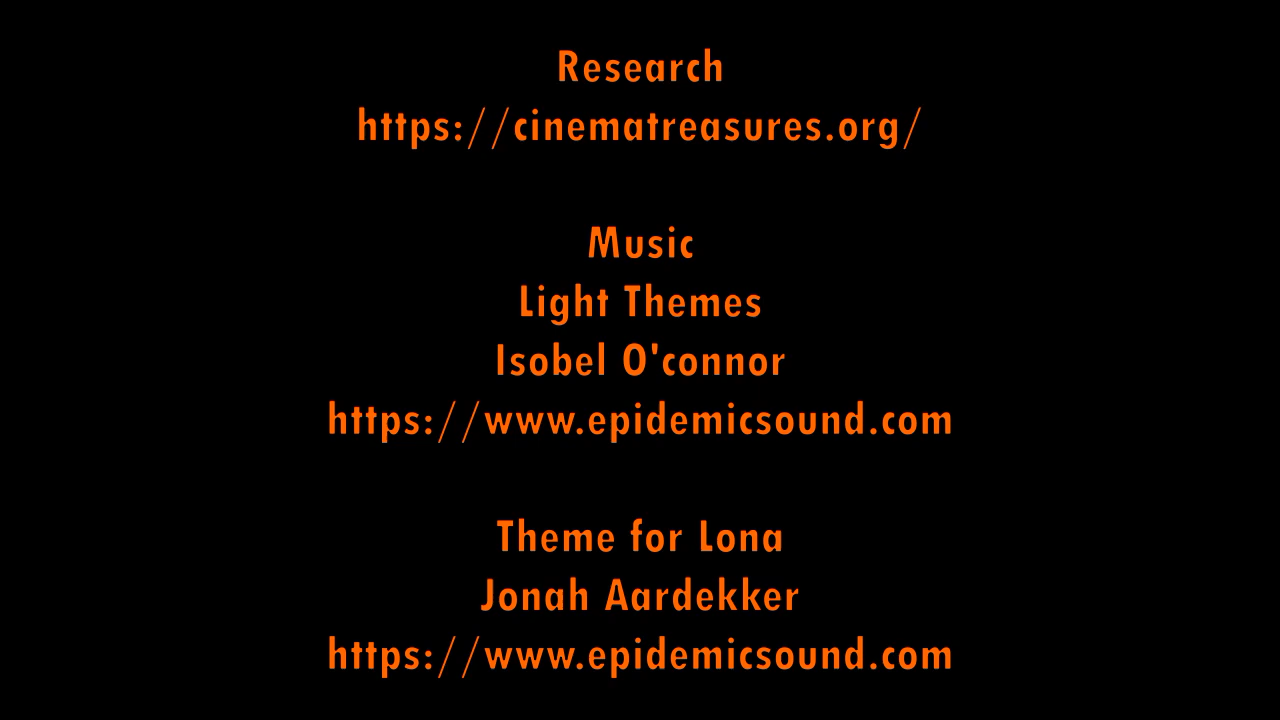 Research
https://cinematreasures.org/
Music
Light Themes
Isobel O'connor
https://www.epidemicsound.com
Theme for Lona
Jonah Aardekker
https://www.epidemicsound.com